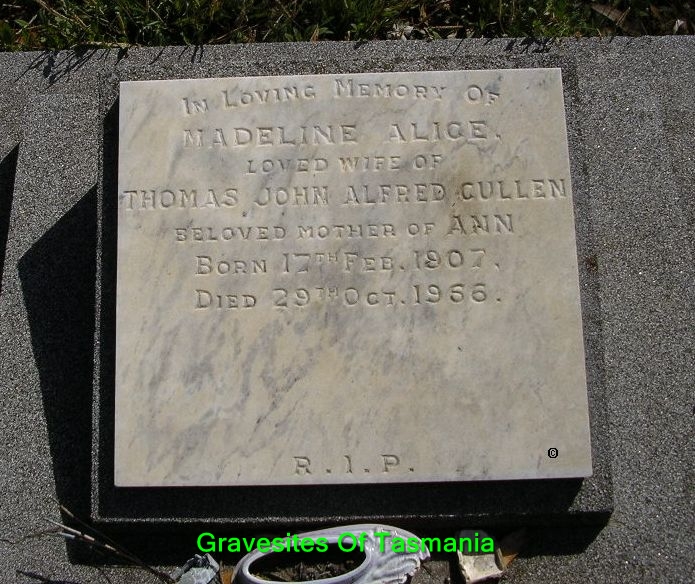 IN LOVING MEMORY OF
MADELINE ALICE.
LOVED WIFE OF
THOMAS JOHN ALFRED CULLEN
BELOVED MOTHER OF ANN
BORN 17TH FEB. 1907.
DIED 29TH OCT. 1966.
R.I.P.
©
Gravesites Of Tasmania